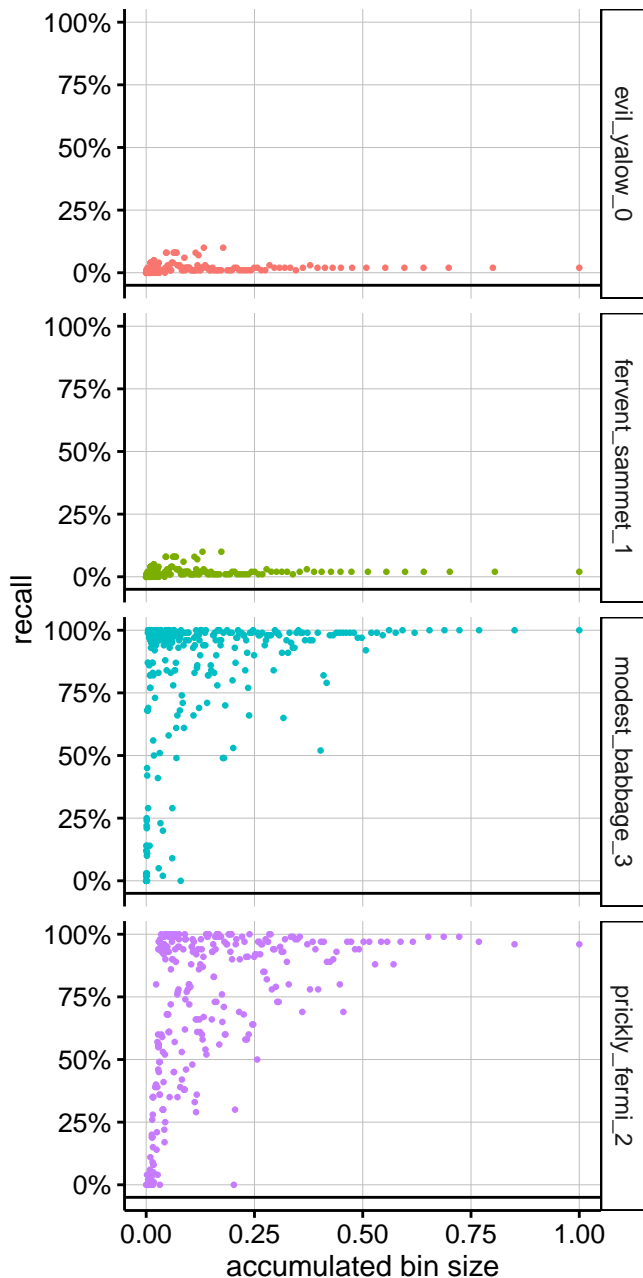 100%
75%
50%
25%
0%
evil_yalow_0
100%
75%
50%
25%
0%
fervent_sammet_1
recall
100%
75%
50%
25%
0%
modest_babbage_3
100%
75%
50%
25%
0%
prickly_fermi_2
0.00 0.25 0.50 0.75 1.00
accumulated bin size